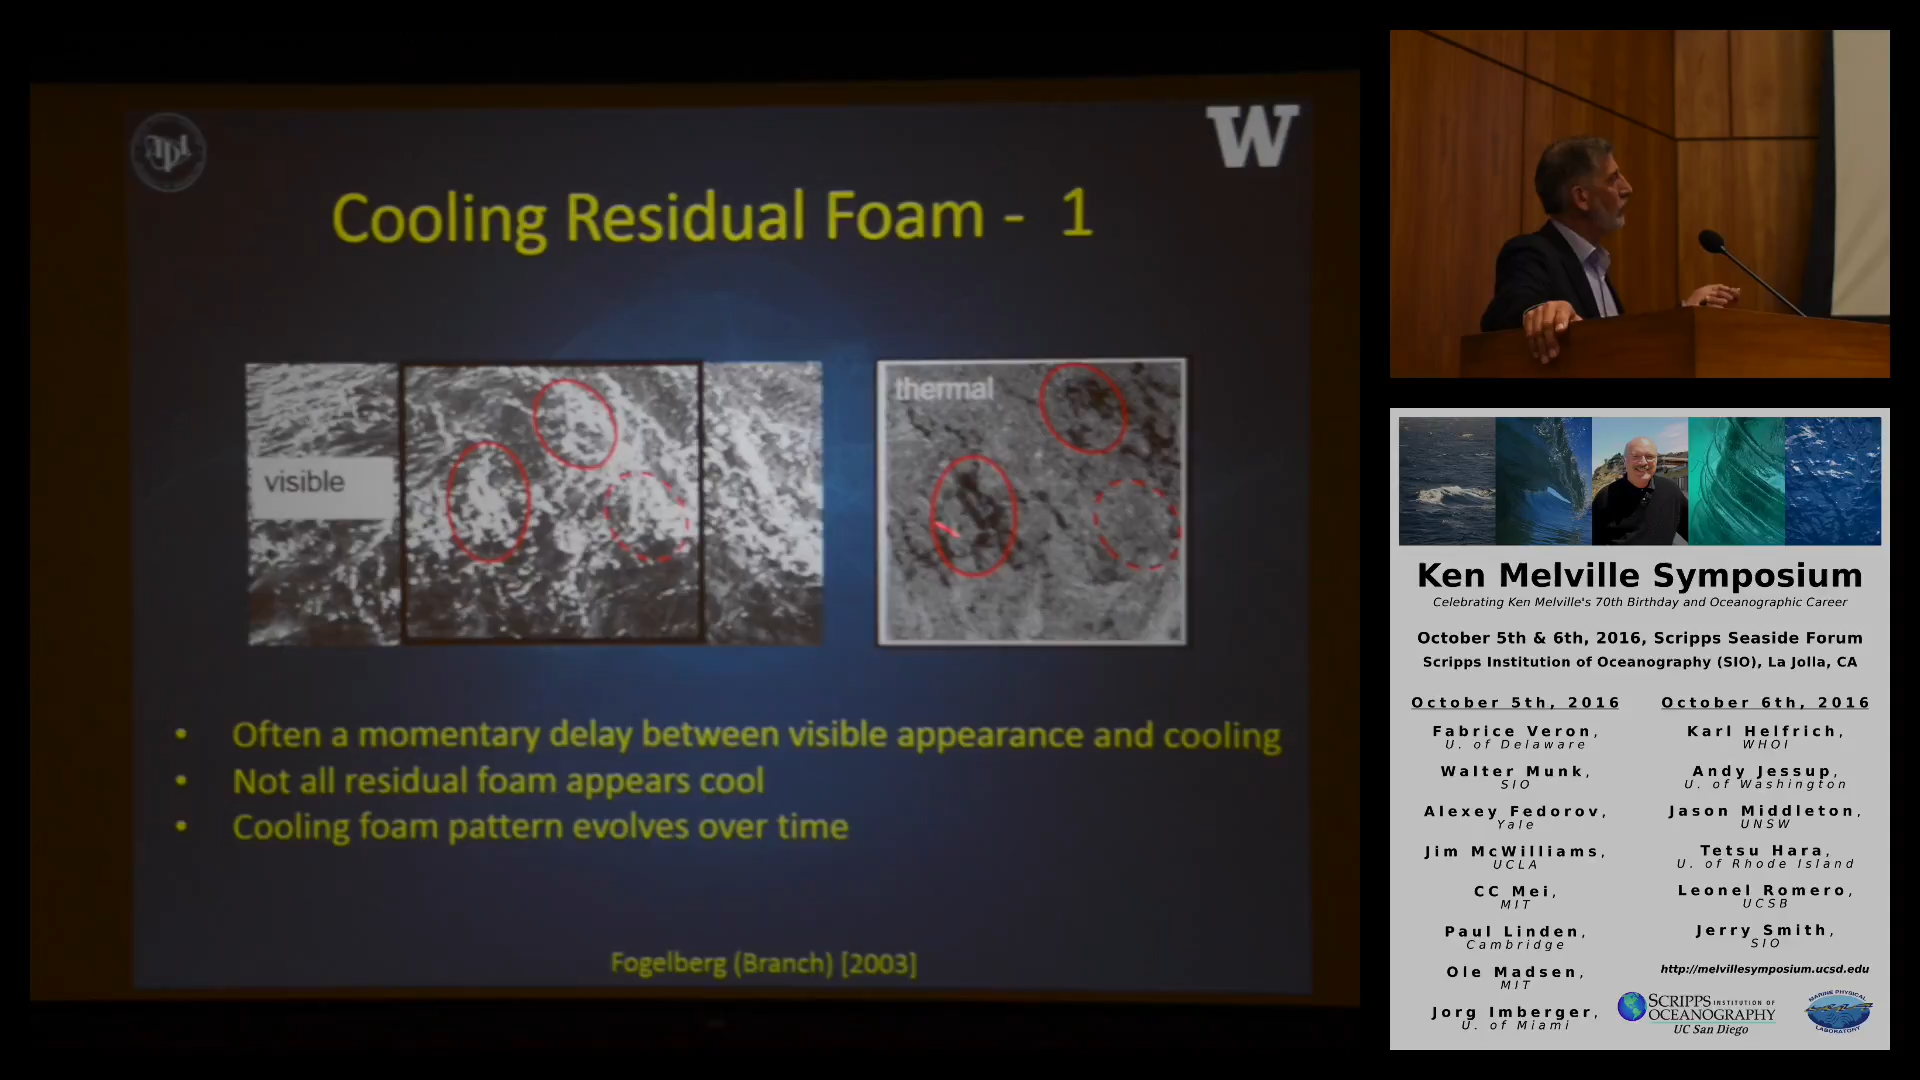 W
Cooling Residual Foam - 1
visible
thermal
• Often a momentary delay between visible appearance and cooling
• Not all residual foam appears cool
• Cooling foam pattern evolves over time
Fogelberg (Branch) [2003]
Ken Melville Symposium
Celebrating Ken Melville's 70th Birthday and Oceanographic Career
October 5th & 6th, 2016, Scripps Seaside Forum
Scripps Institution of Oceanography (SIO), La Jolla, CA
October 5th, 2016
Fabrice Veron,
U. of Delaware
Walter Munk,
SIO
Alexey Fedorov,
Yale
Jim McWilliams,
UCLA
CC Mei,
MIT
Paul Linden,
Cambridge
Ole Madsen,
MIT
Jorg Imberger,
U. of Miami
October 6th, 2016
Karl Helfrich,
WHOI
Andy Jessup,
U. of Washington
Jason Middleton,
UNSW
Tetsu Hara,
U. of Rhode Island
Leonel Romero,
UCSB
Jerry Smith,
SIO
http://melvillesymposium.ucsd.edu
SCRIPPS INSTITUTION OF
OCEANOGRAPHY
UC San Diego
MARINE PHYSICAL
LABORATORY